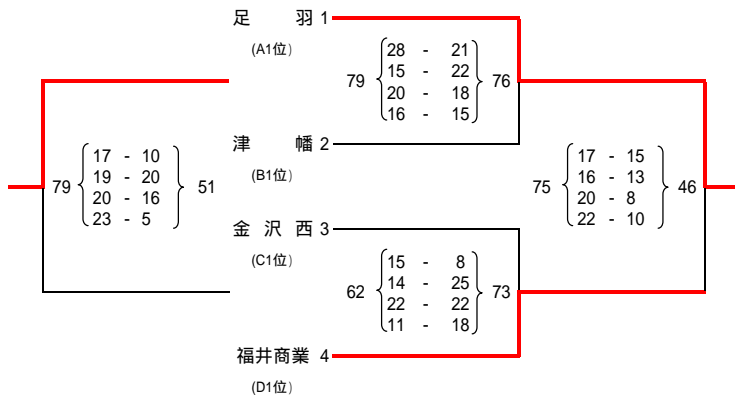 足 羽 1
(A1位)
79 28 - 21 76
15 - 22
20 - 18
16 - 15
津 幡 2
(B1位)
79 17 - 10 51
19 - 20
20 - 16
23 - 5
75 17 - 15 46
16 - 13
20 - 8
22 - 10
金 沢 西 3
(C1位)
62 15 - 8 73
14 - 25
22 - 22
11 - 18
福井商業 4
(D1位)